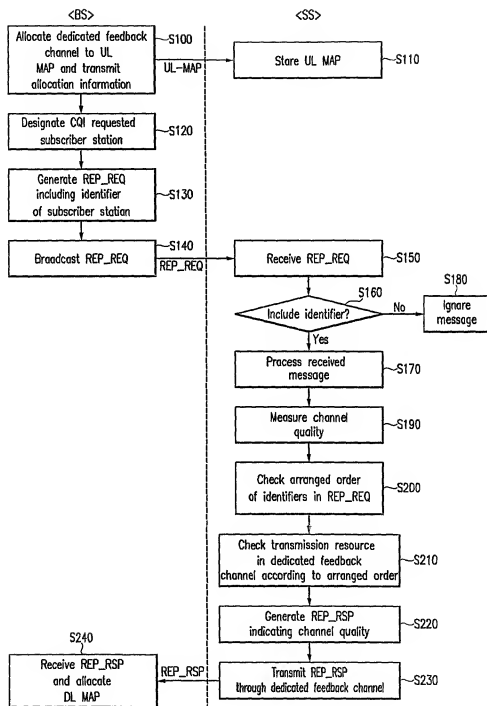 <BS>
<SS>
Allocate dedicated feedback
channel to UL
MAP and transmit
allocation information
S100
UL-MAP
Stare UL MAP
S110
Designate CQI requested
subscriber station
S120
Generate REP_REQ
including identifier
of subscriber station
S130
Broadcast REP_REQ
S140
REP_REQ
Receive REP_REQ
S150
Include identifier?
S160
No
Yes
S180
Ignare
message
Process received
message
S170
Measure channel
quality
S190
Check arranged order
of identifiers in REP_REQ
S200
Check transmission resource
in dedicated feedback
channel according to arranged order
S210
Generate REP_RSP
indicating channel quality
S220
S240
Receive REP_RSP
and allocate
DL MAP
REP_RSP
Transmit REP_RSP
through dedicated feedback channel
S230